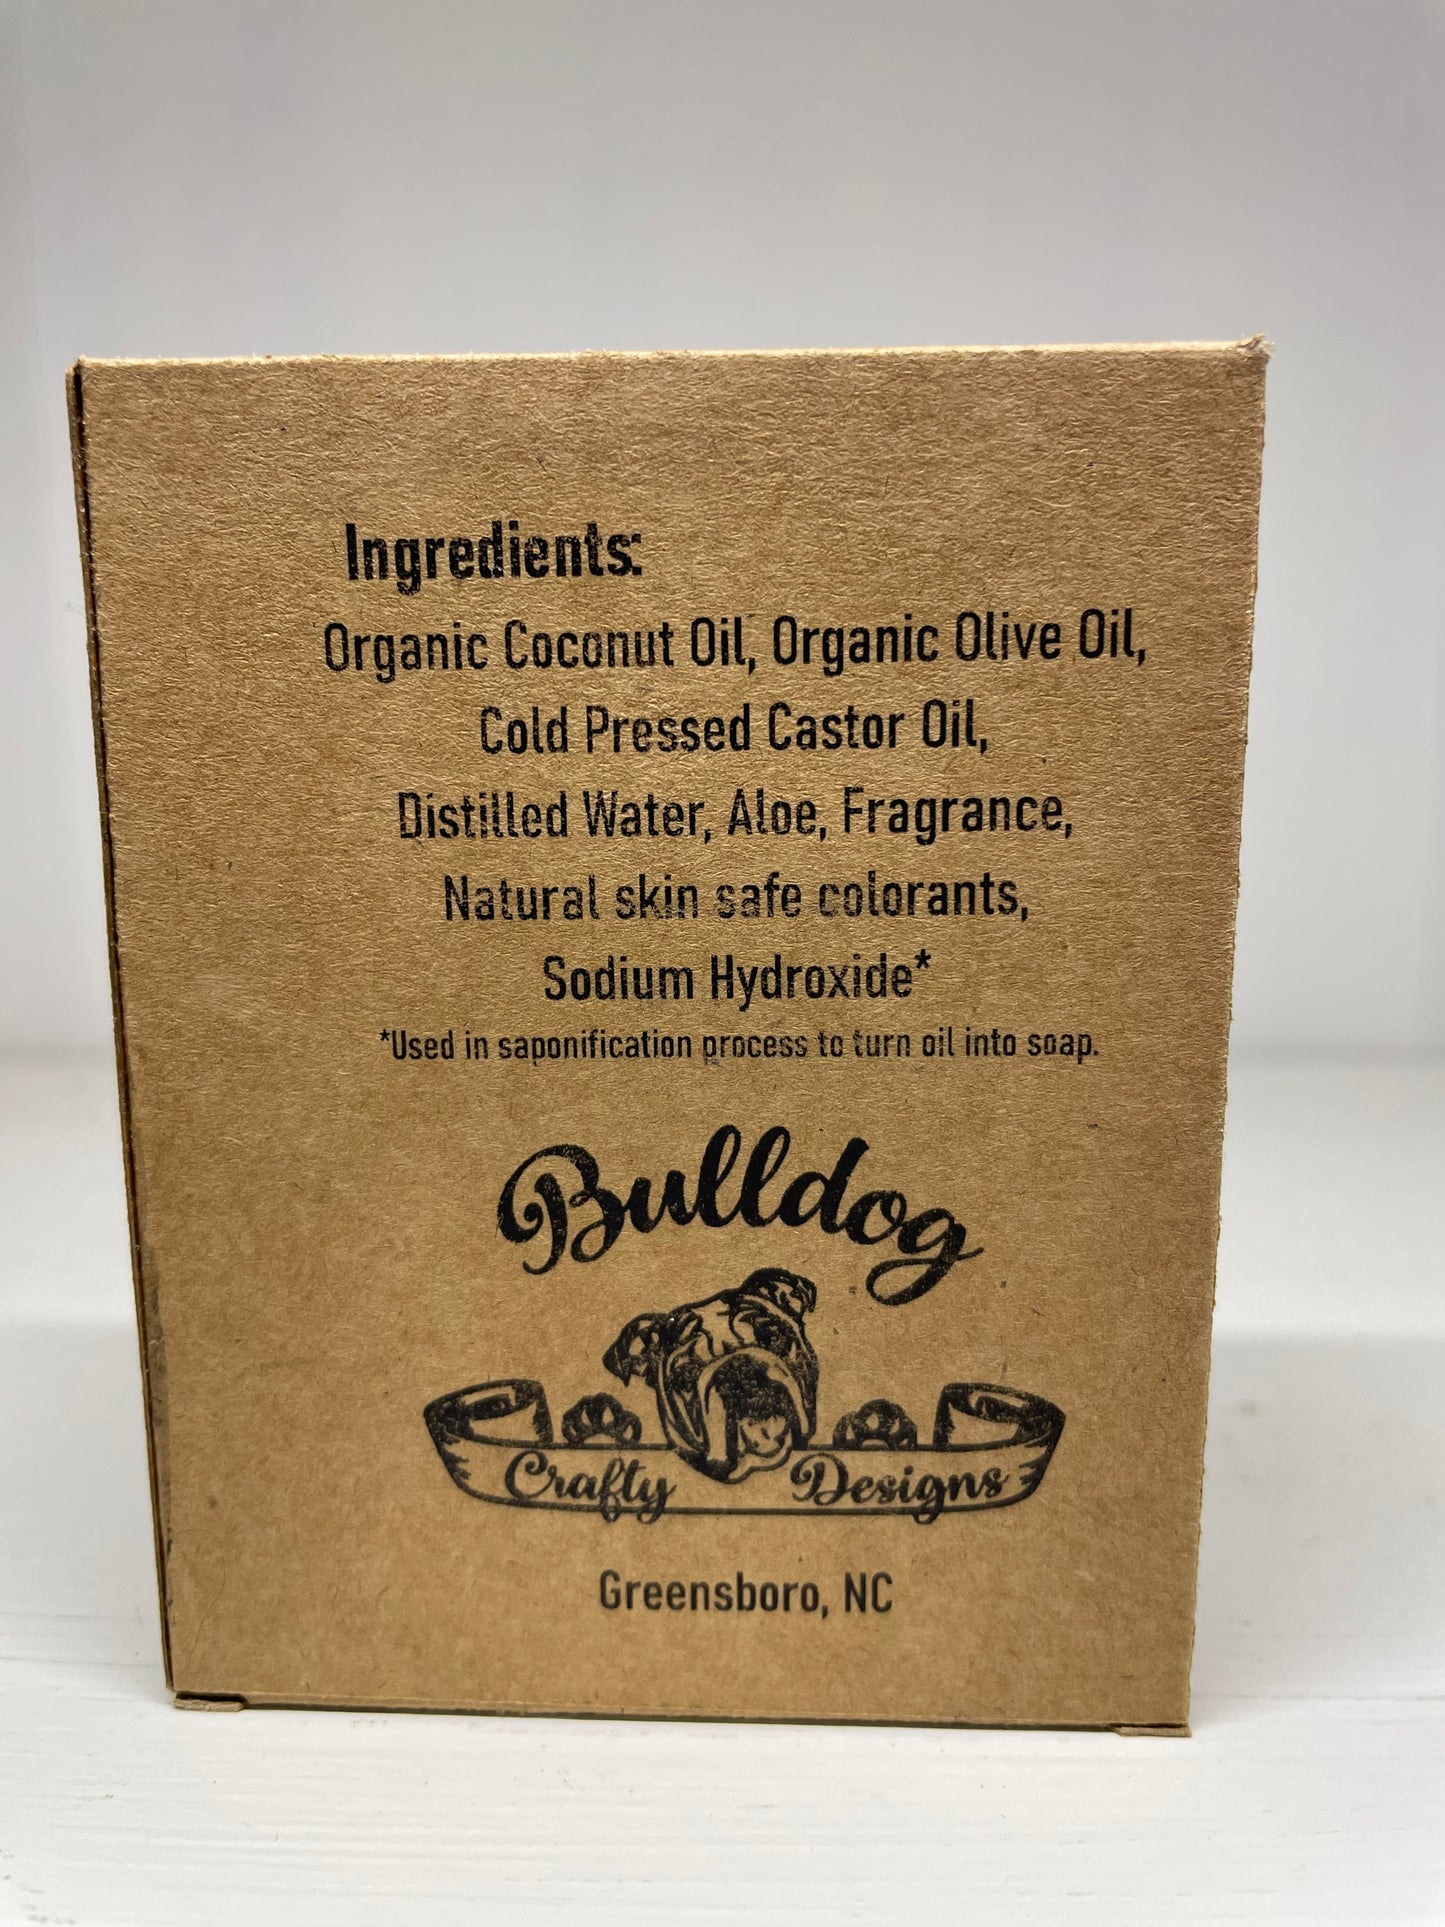 Ingredients:
Organic Coconut Oil, Organic Olive Oil,
Cold Pressed Castor Oil,
Distilled Water, Aloe, Fragrance,
Natural skin safe colorants,
Sodium Hydroxide*
*Used in saponification process to turn oil into soap.
Bulldog
Crafty Designs
Greensboro, NC